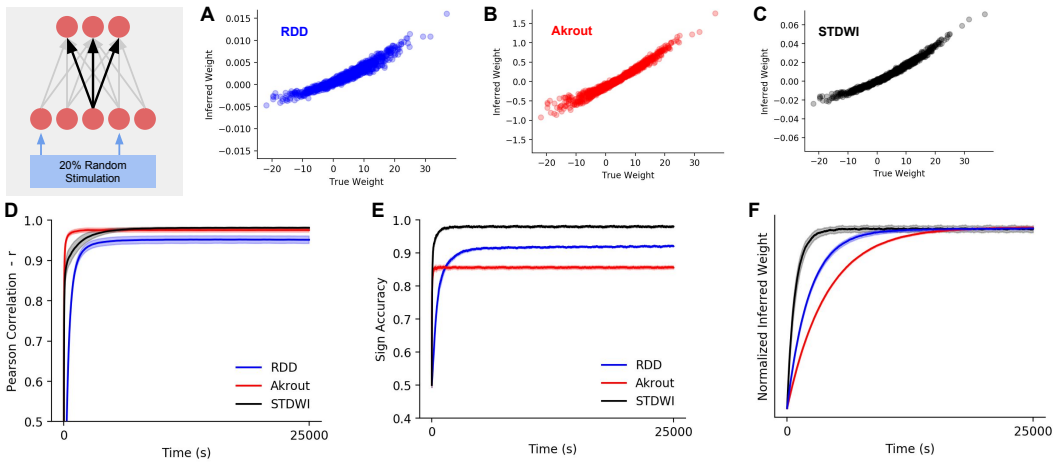 20% Random
Stimulation
A
RDD
Inferred Weight
0.015
0.010
0.005
0.000
−0.005
−0.010
−0.015
−20
−10
0
10
20
30
True Weight
B
Akrout
Inferred Weight
1.5
1.0
0.5
0.0
−0.5
−1.0
−1.5
−20
−10
0
10
20
30
True Weight
C
STDWI
Inferred Weight
0.06
0.04
0.02
0.00
−0.02
−0.04
−0.06
−20
−10
0
10
20
30
True Weight
D
Pearson Correlation - r
1.0
0.9
0.8
0.7
0.6
0.5
RDD
Akrout
STDWI
0
25000
Time (s)
E
Sign Accuracy
1.0
0.9
0.8
0.7
0.6
0.5
0.4
RDD
Akrout
STDWI
0
25000
Time (s)
F
Normalized Inferred Weight
0
25000
Time (s)